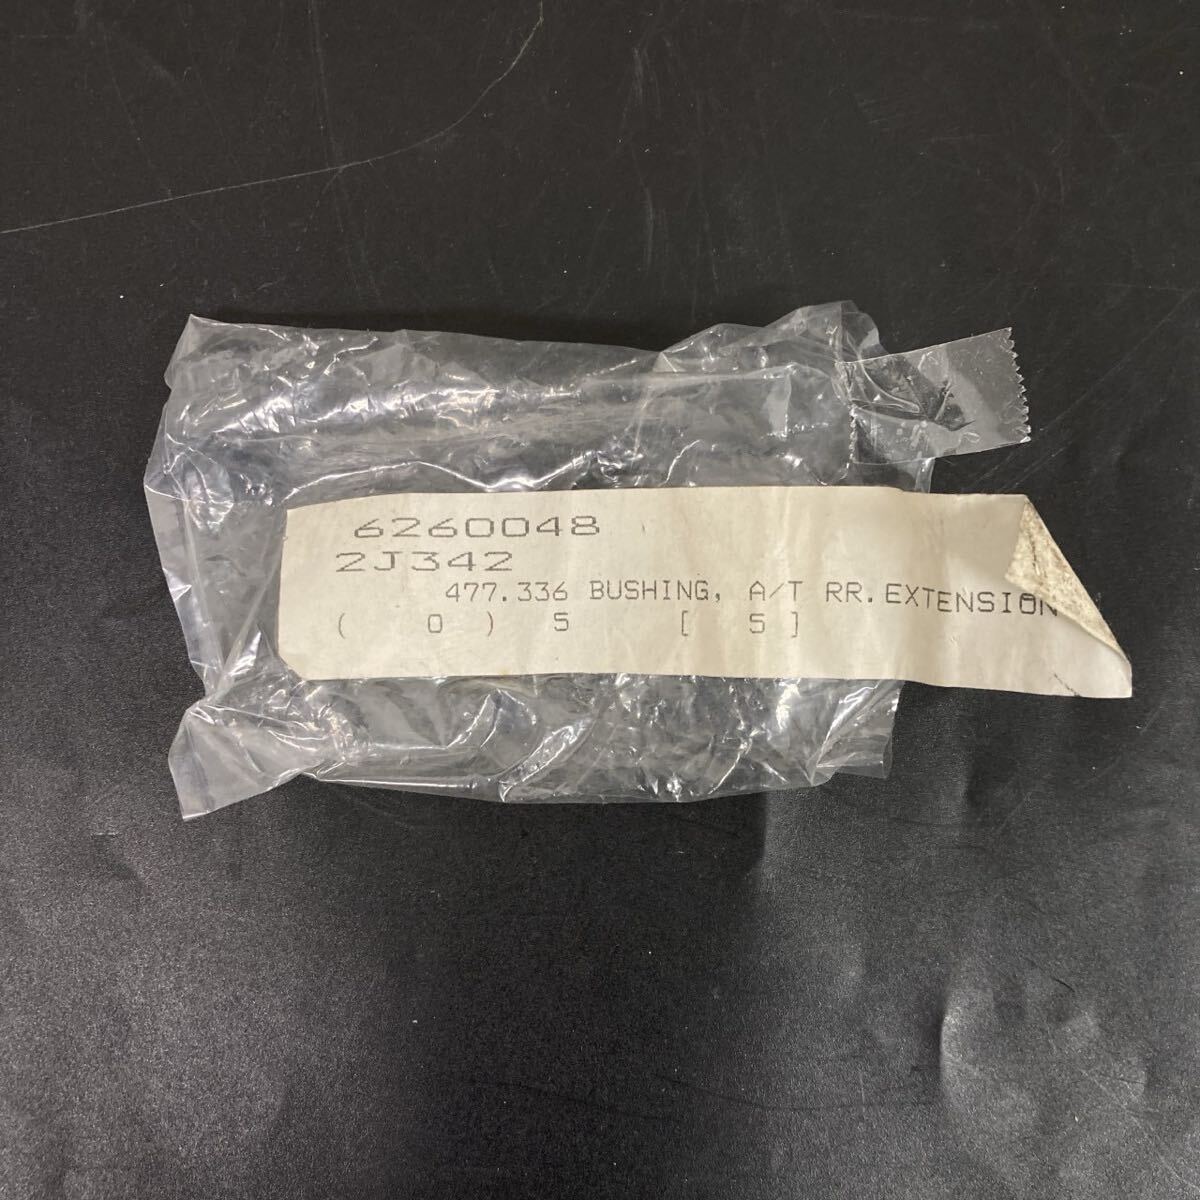 6260048
2J342
477.336 BUSHING, A/T RR.EXTENSION
( 0 ) 5 [ 5 ]